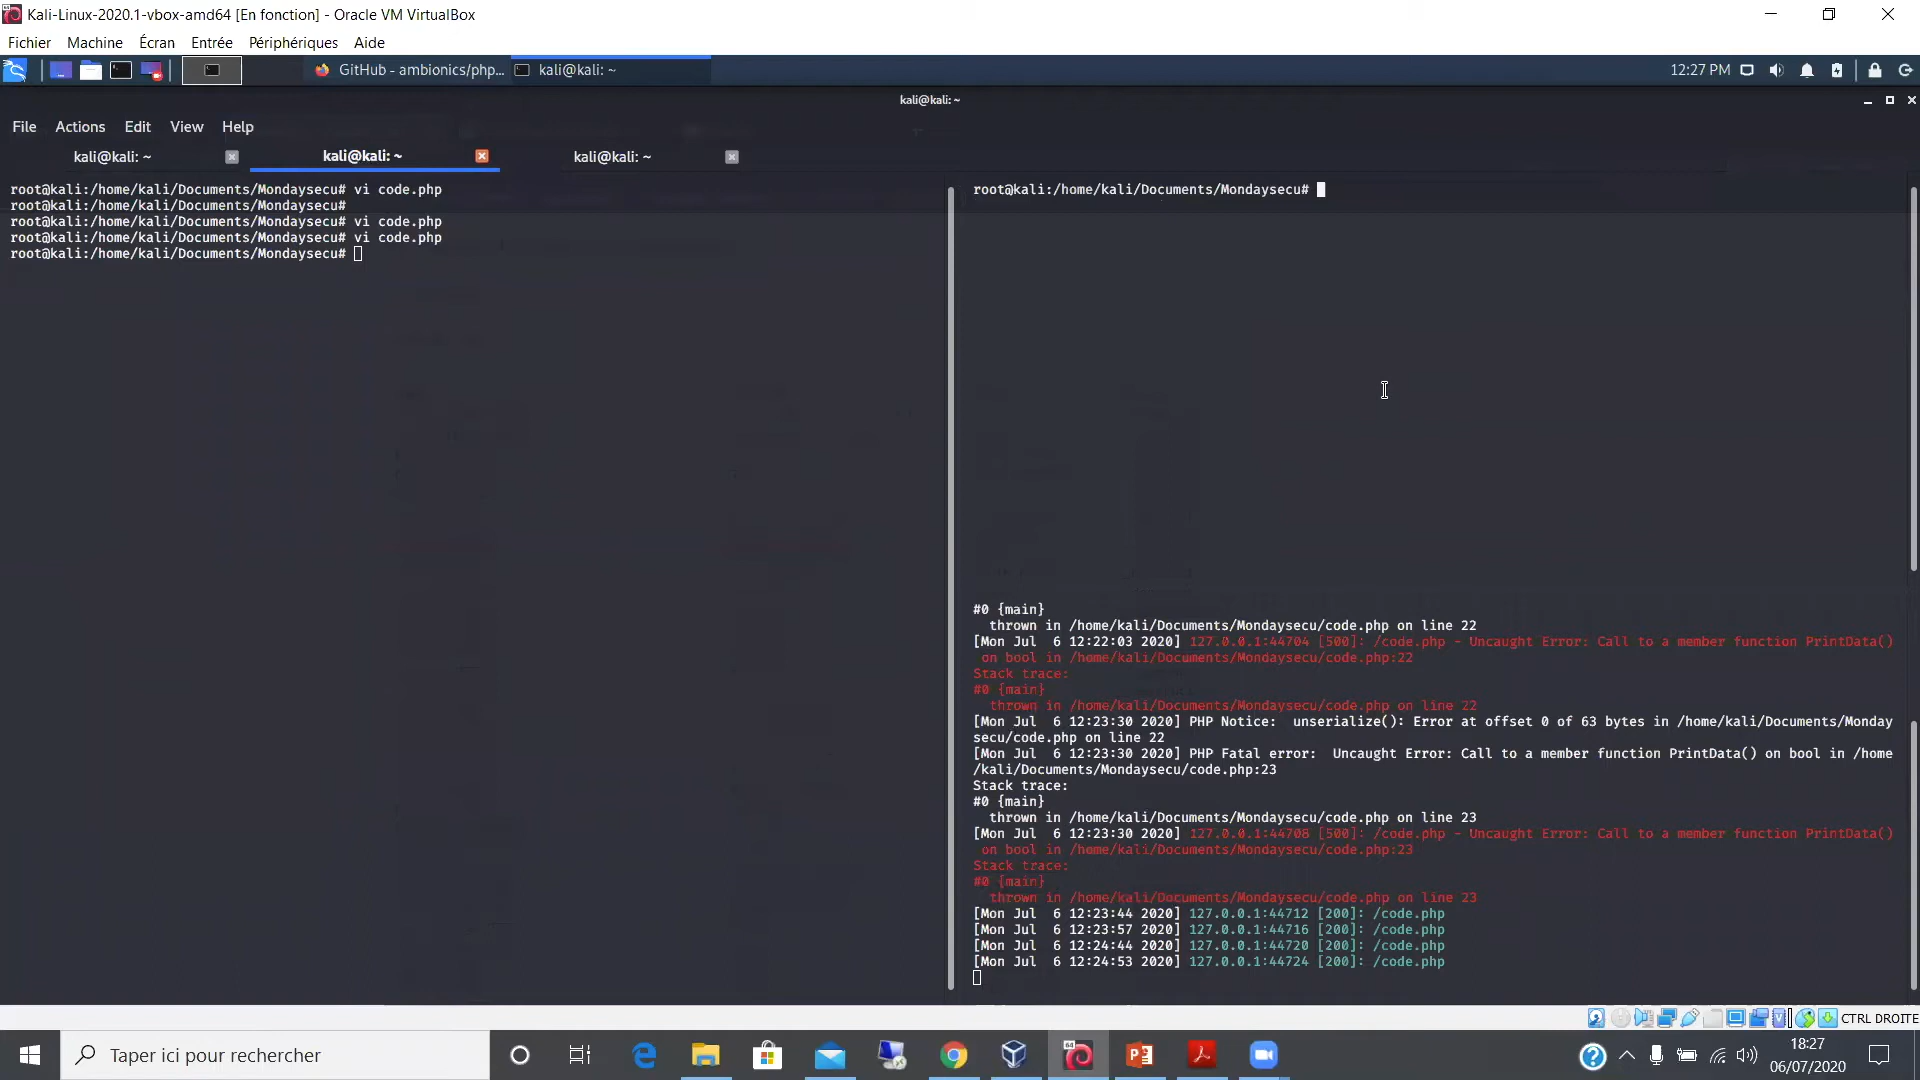 Kali-Linux-2020.1-vbox-amd64 [En fonction] - Oracle VM VirtualBox
Fichier Machine Écran Entrée Périphériques Aide
GitHub - ambionics/php... kali@kali: ~ 12:27 PM
kali@kali: ~
File Actions Edit View Help
kali@kali: ~ kali@kali: ~ kali@kali: ~
root@kali:/home/kali/Documents/Mondaysecu# vi code.php
root@kali:/home/kali/Documents/Mondaysecu#
root@kali:/home/kali/Documents/Mondaysecu# vi code.php
root@kali:/home/kali/Documents/Mondaysecu# vi code.php
root@kali:/home/kali/Documents/Mondaysecu#
root@kali:/home/kali/Documents/Mondaysecu#
#0 {main}
thrown in /home/kali/Documents/Mondaysecu/code.php on line 22
[Mon Jul  6 12:22:03 2020] 127.0.0.1:44704 [500]: /code.php - Uncaught Error: Call to a member function PrintData()
on bool in /home/kali/Documents/Mondaysecu/code.php:22
Stack trace:
#0 {main}
thrown in /home/kali/Documents/Mondaysecu/code.php on line 22
[Mon Jul  6 12:23:30 2020] PHP Notice:  unserialize(): Error at offset 0 of 63 bytes in /home/kali/Documents/Monday
secu/code.php on line 22
[Mon Jul  6 12:23:30 2020] PHP Fatal error:  Uncaught Error: Call to a member function PrintData() on bool in /home
/kali/Documents/Mondaysecu/code.php:23
Stack trace:
#0 {main}
thrown in /home/kali/Documents/Mondaysecu/code.php on line 23
[Mon Jul  6 12:23:30 2020] 127.0.0.1:44708 [500]: /code.php - Uncaught Error: Call to a member function PrintData()
on bool in /home/kali/Documents/Mondaysecu/code.php:23
Stack trace:
#0 {main}
thrown in /home/kali/Documents/Mondaysecu/code.php on line 23
[Mon Jul  6 12:23:44 2020] 127.0.0.1:44712 [200]: /code.php
[Mon Jul  6 12:23:57 2020] 127.0.0.1:44716 [200]: /code.php
[Mon Jul  6 12:24:44 2020] 127.0.0.1:44720 [200]: /code.php
[Mon Jul  6 12:24:53 2020] 127.0.0.1:44724 [200]: /code.php
CTRL DROITE
Taper ici pour rechercher
18:27
06/07/2020